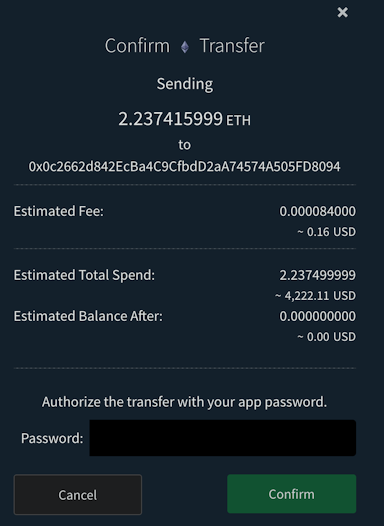 ×
Confirm Transfer
Sending
2.237415999 ETH
to
0x0c2662d842EcBa4C9CfbdD2aA74574A505FD8094
Estimated Fee: 0.000084000
~ 0.16 USD
Estimated Total Spend: 2.237499999
~ 4,222.11 USD
Estimated Balance After: 0.000000000
~ 0.00 USD
Authorize the transfer with your app password.
Password:
Cancel Confirm